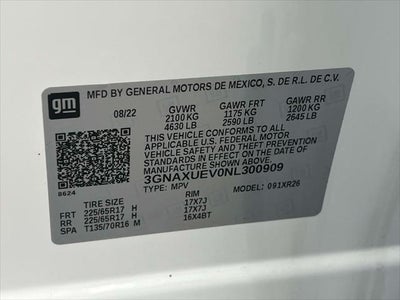 gm
MFD BY GENERAL MOTORS DE MEXICO, S. DE R.L. DE C.V.
08/22 GVWR GAWR FRT GAWR RR
2100 KG 1175 KG 1200 KG
4630 LB 2590 LB 2645 LB
THIS VEHICLE CONFORMS TO ALL
APPLICABLE U.S. FEDERAL MOTOR
VEHICLE SAFETY AND THEFT PREVENTION
STANDARDS IN EFFECT ON THE DATE
OF MANUFACTURE SHOWN ABOVE.
3GNAXUEV0NL300909
8624 TYPE: MPV MODEL: 091XR26
TIRE SIZE RIM
FRT 225/65R17 H 17X7J
RR 225/65R17 H 17X7J
SPA T135/70R16 M 16X4BT